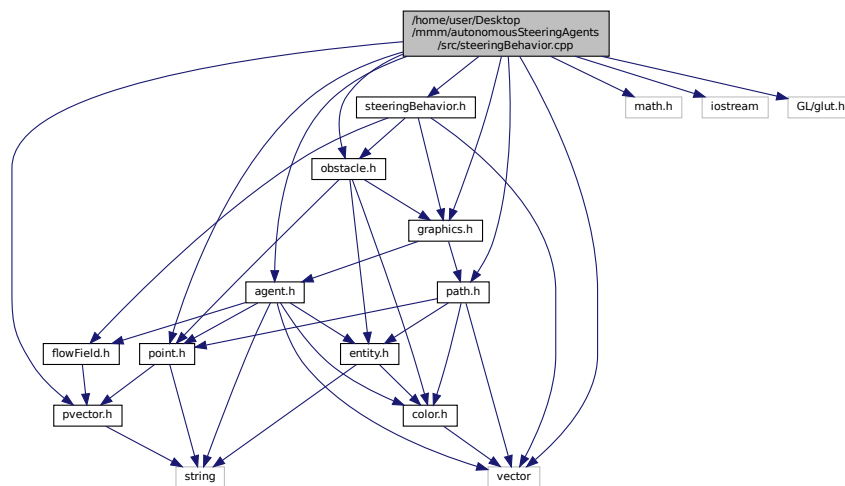 /home/user/Desktop
/mmm/autonomousSteeringAgents
/src/steeringBehavior.cpp
steeringBehavior.h
math.h
iostream
GL/glut.h
obstacle.h
graphics.h
agent.h
path.h
flowField.h
point.h
entity.h
pvector.h
color.h
string
vector